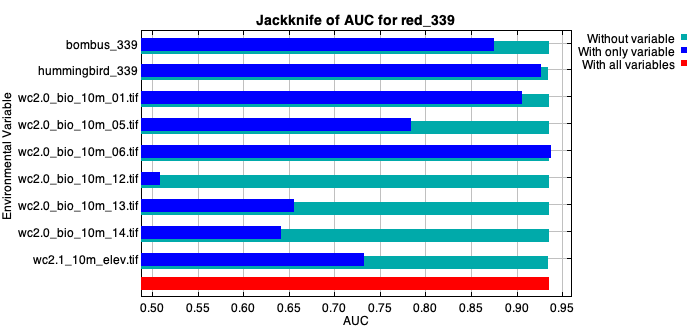 Jackknife of AUC for red_339
Without variable
With only variable
With all variables
Environmental Variable
bombus_339
hummingbird_339
wc2.0_bio_10m_01.tif
wc2.0_bio_10m_05.tif
wc2.0_bio_10m_06.tif
wc2.0_bio_10m_12.tif
wc2.0_bio_10m_13.tif
wc2.0_bio_10m_14.tif
wc2.1_10m_elev.tif
0.50 0.55 0.60 0.65 0.70 0.75 0.80 0.85 0.90 0.95
AUC